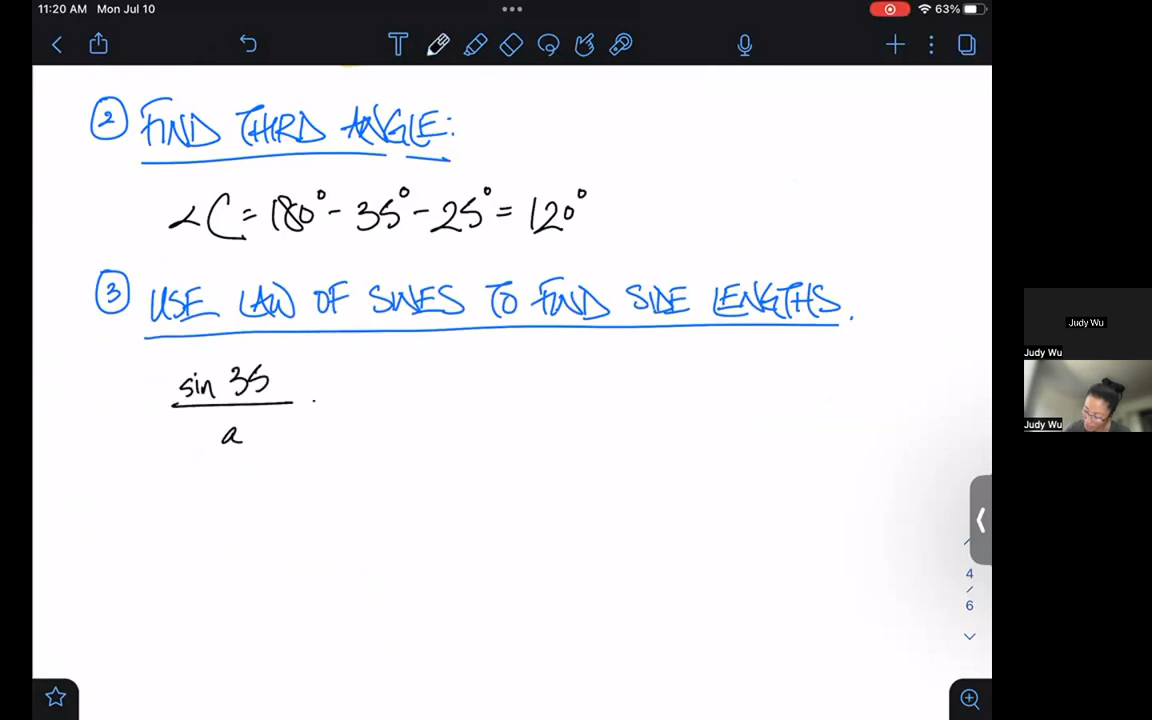 11:20 AM Mon Jul 10
63%
② FIND THIRD ANGLE:
∠C = 180° - 35° - 25° = 120°
③ USE LAW OF SINES TO FIND SIDE LENGTHS.
sin 35
a
4
/
6
Judy Wu
Judy Wu
Judy Wu